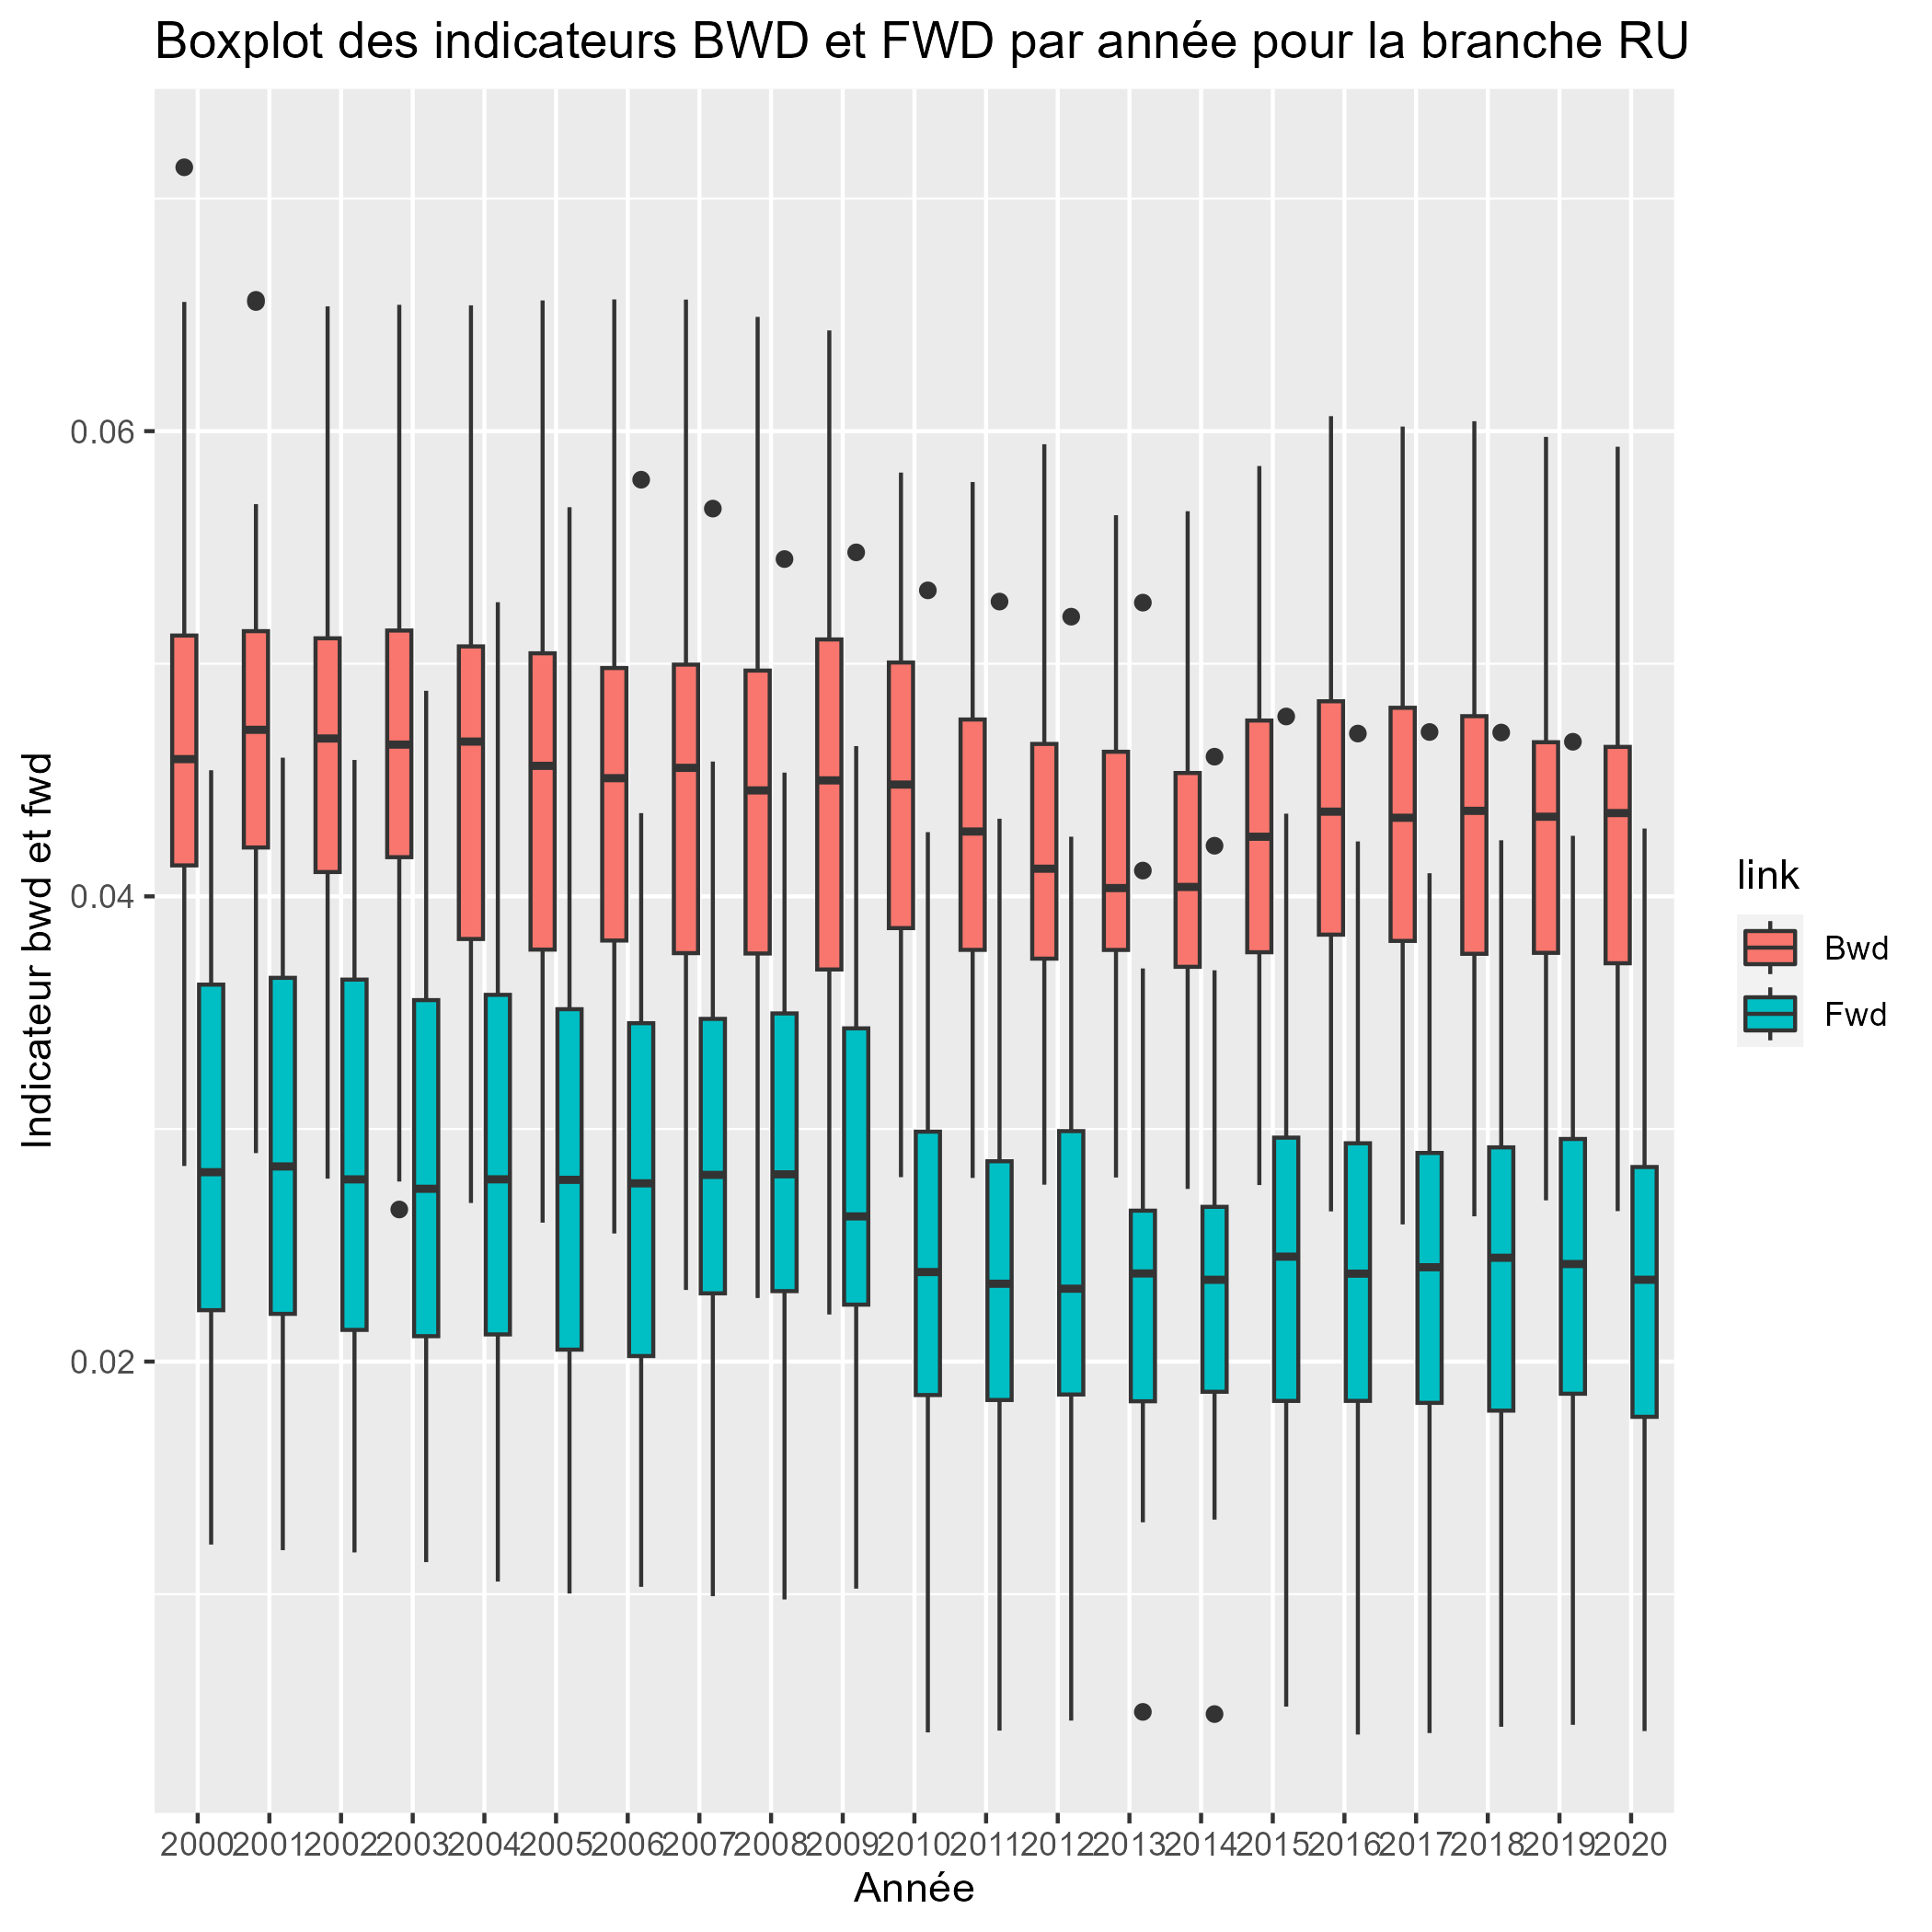 Boxplot des indicateurs BWD et FWD par année pour la branche RU
Indicateur bwd et fwd
0.06
0.04
0.02
2000 2001 2002 2003 2004 2005 2006 2007 2008 2009 2010 2011 2012 2013 2014 2015 2016 2017 2018 2019 2020
Année
link
Bwd
Fwd